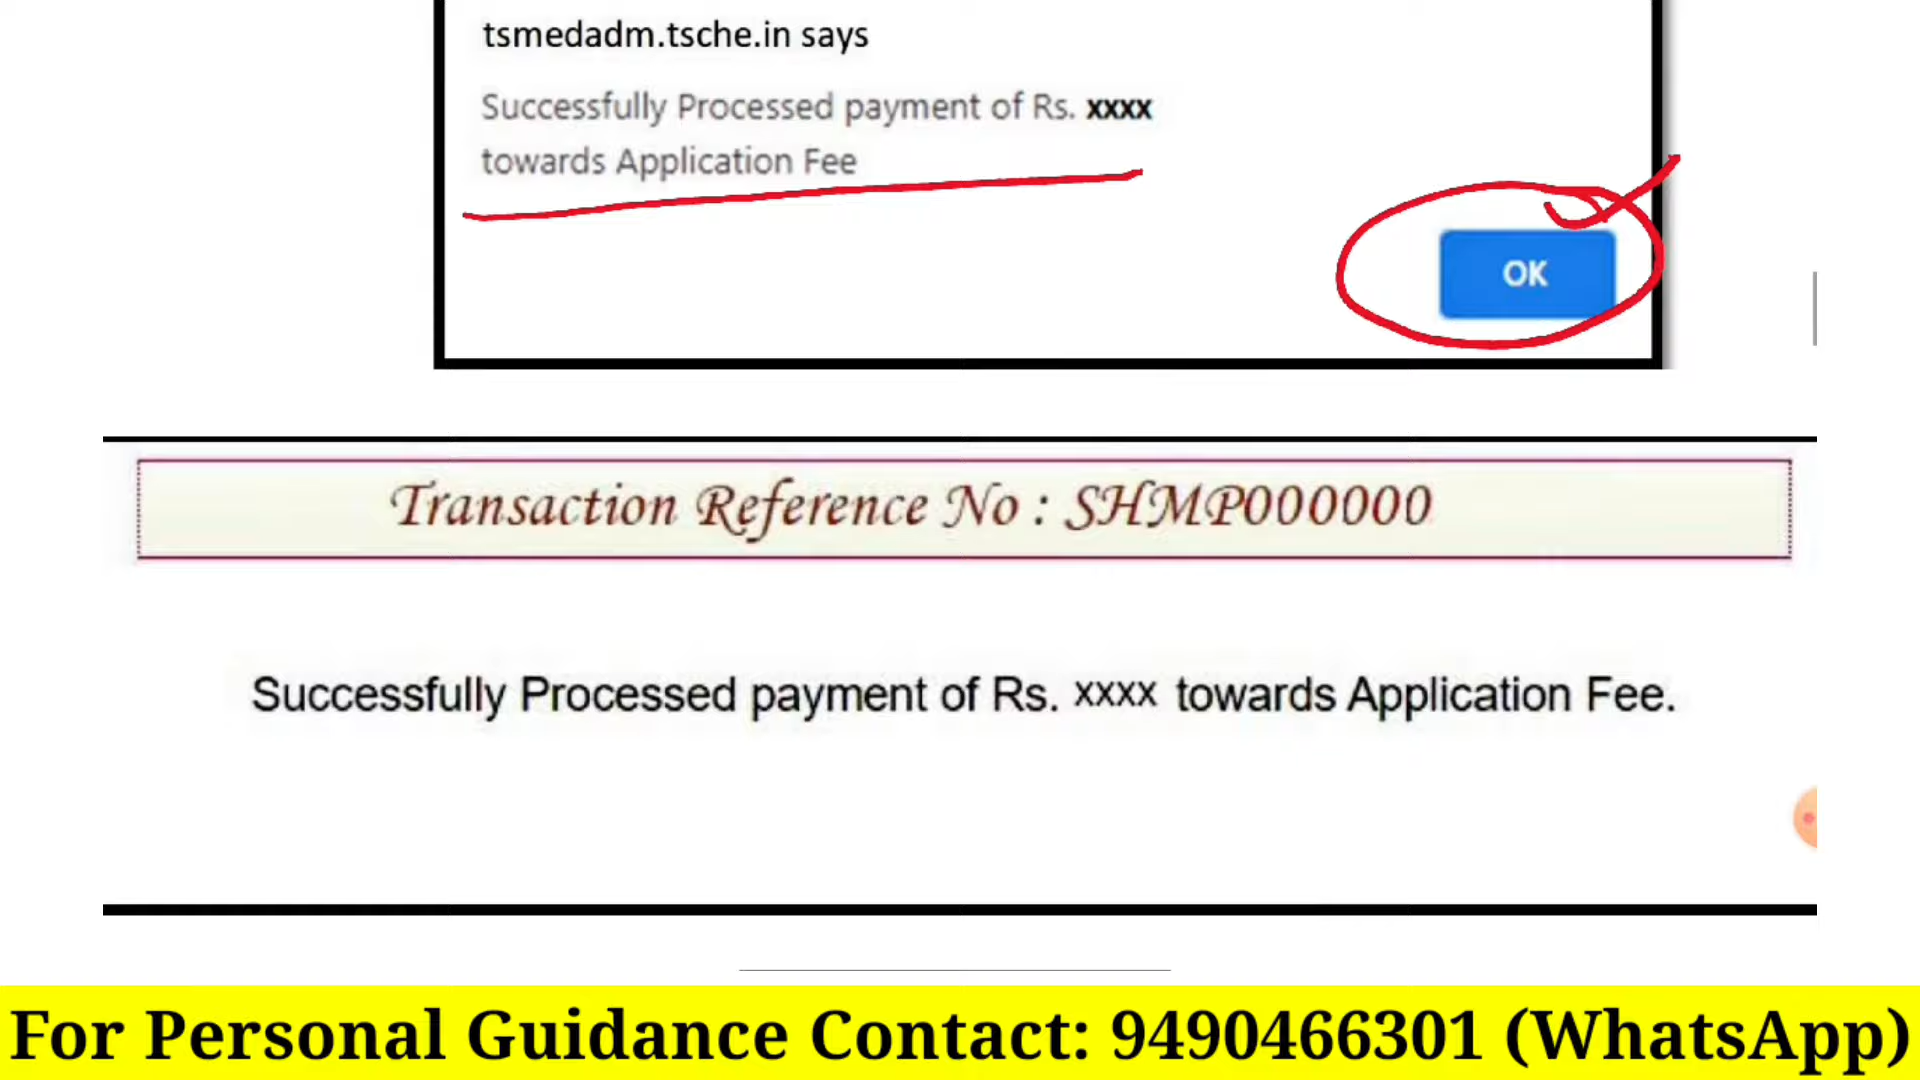 tsmedadm.tsche.in says
Successfully Processed payment of Rs. xxxx
towards Application Fee
OK
Transaction Reference No : SHMP000000
Successfully Processed payment of Rs. xxxx towards Application Fee.
For Personal Guidance Contact: 9490466301 (WhatsApp)